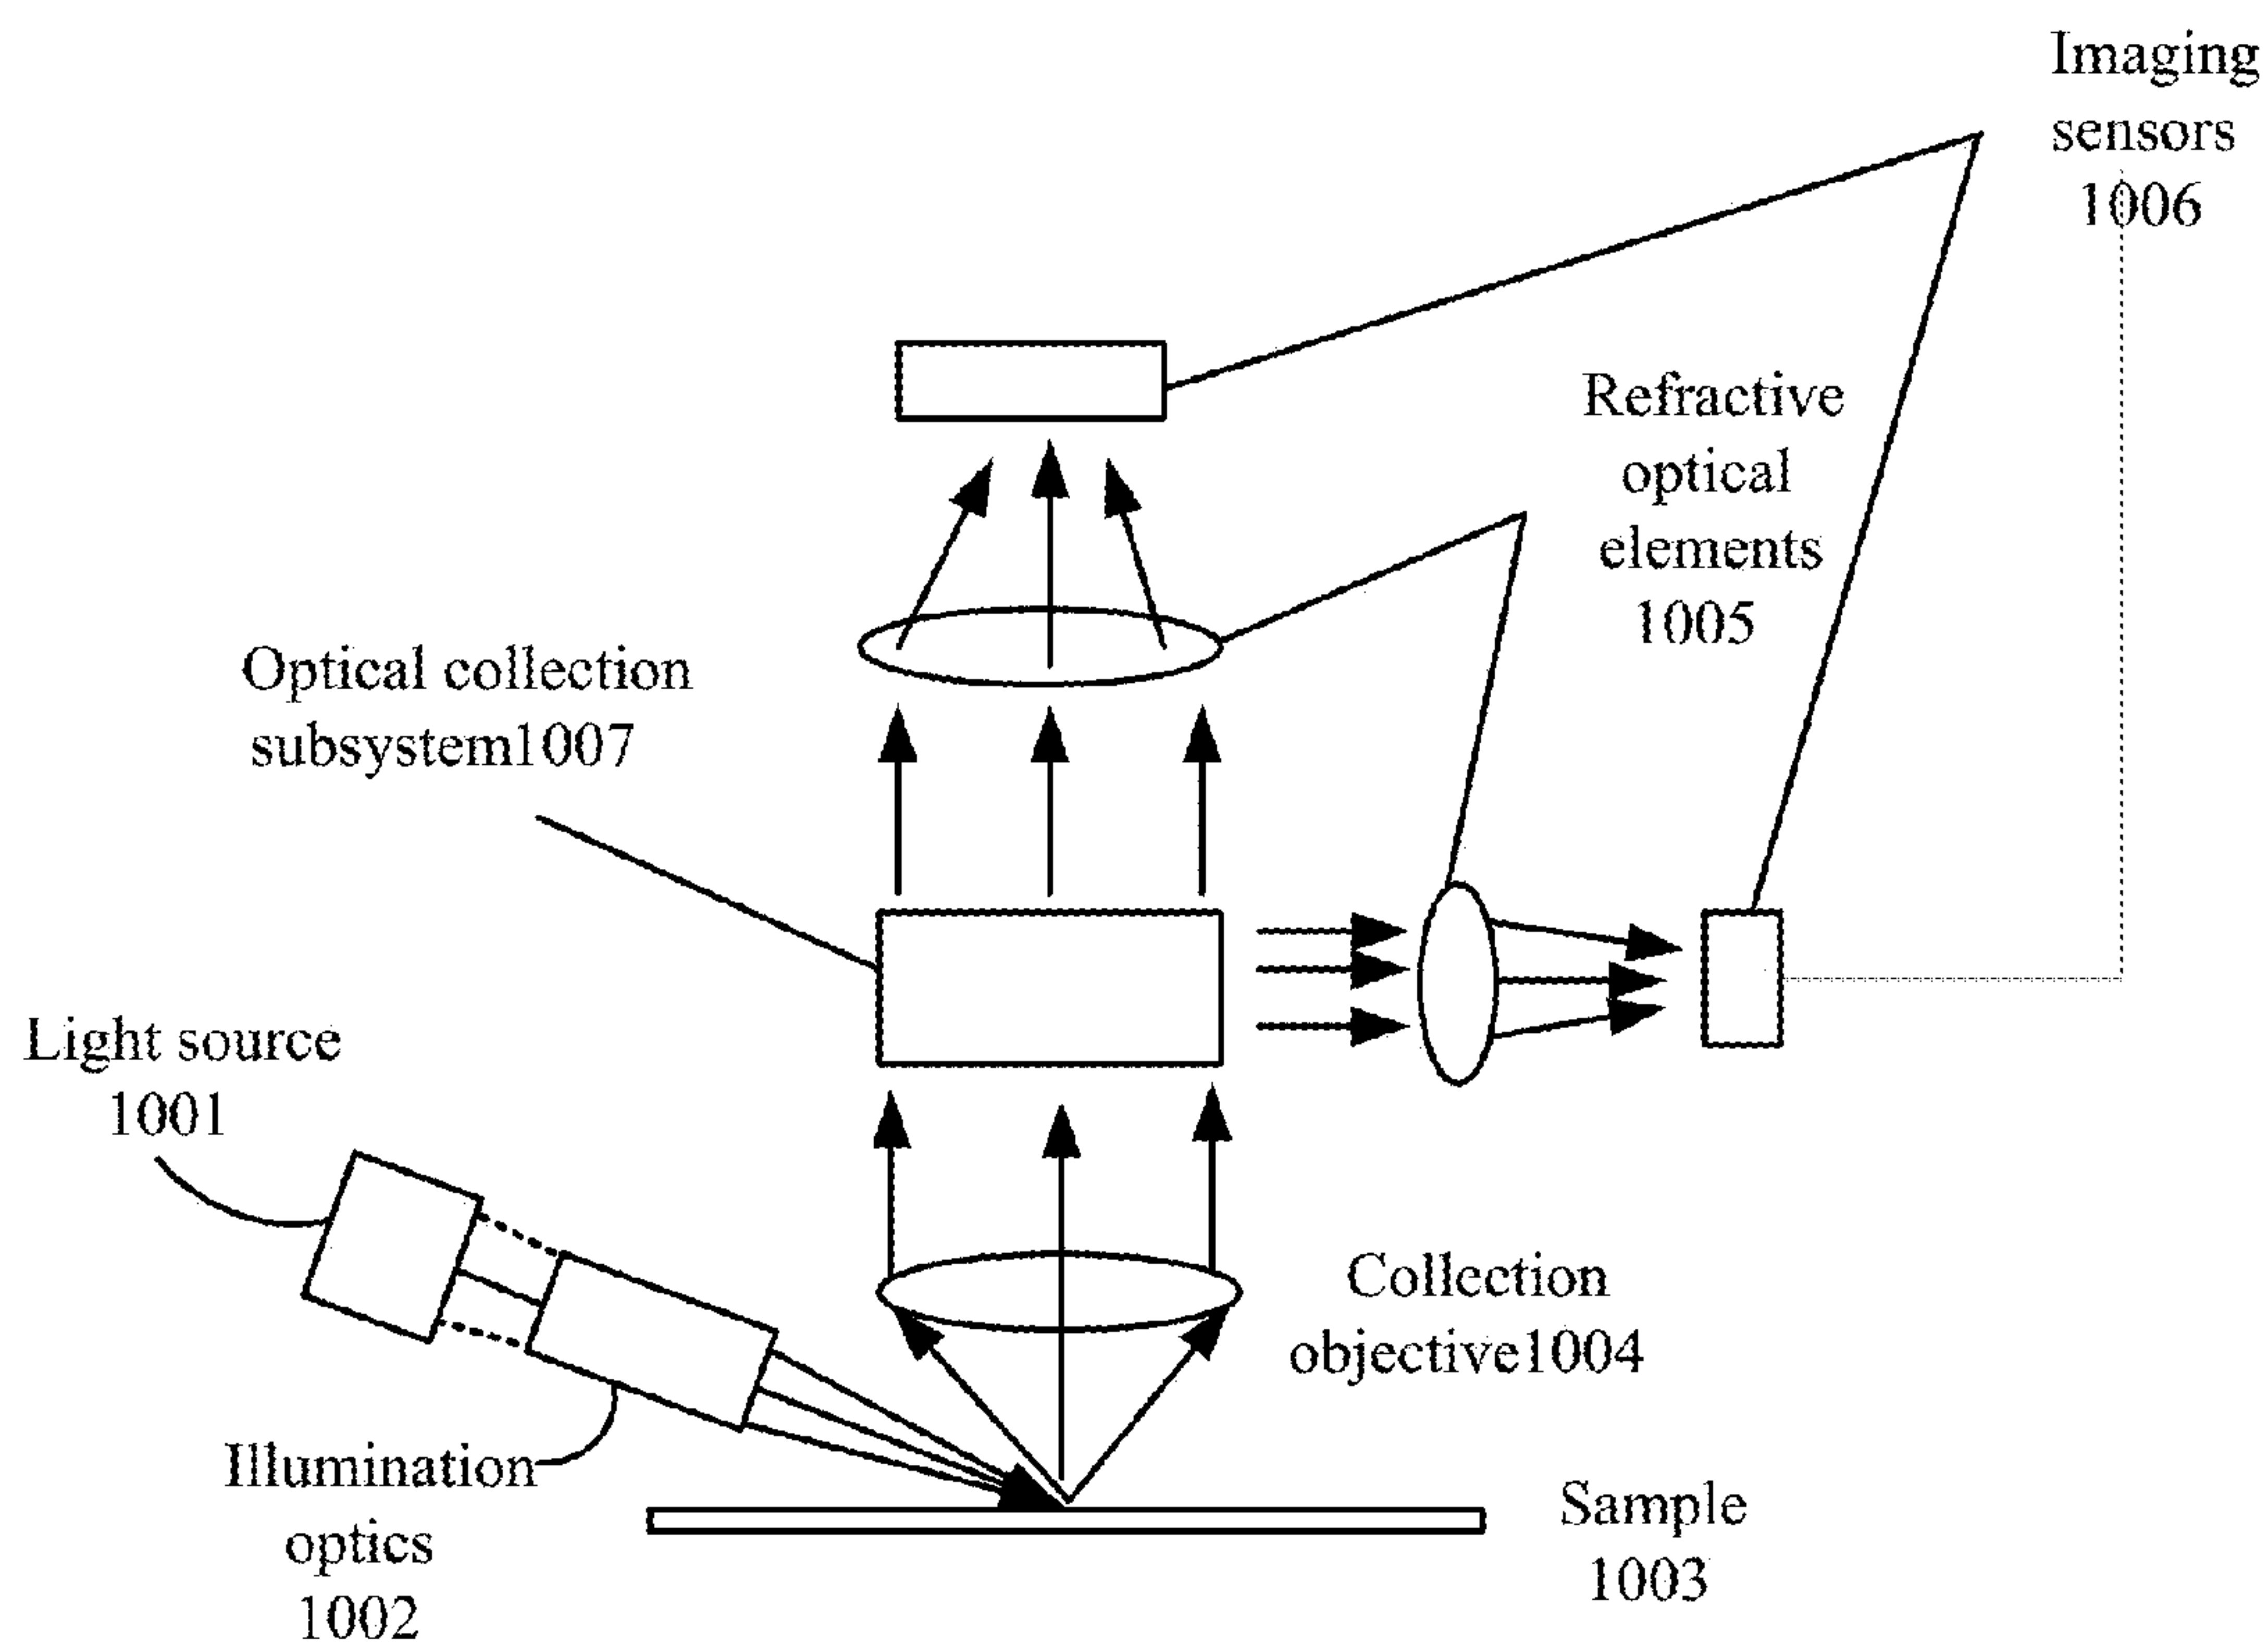 Imaging
sensors
1006
Refractive
optical
elements
1005
Optical collection
subsystem1007
Light source
1001
Collection
objective1004
Illumination
optics
1002
Sample
1003